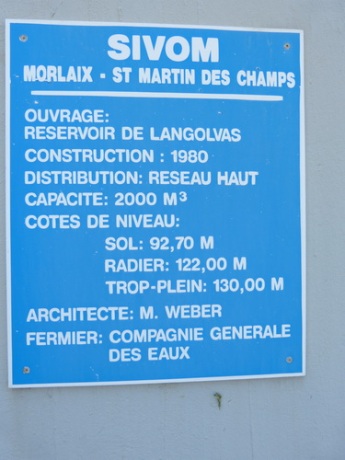 SIVOM
MORLAIX - ST MARTIN DES CHAMPS
OUVRAGE:
RESERVOIR DE LANGOLVAS
CONSTRUCTION : 1980
DISTRIBUTION: RESEAU HAUT
CAPACITE: 2000 M³
COTES DE NIVEAU:
SOL: 92,70 M
RADIER: 122,00 M
TROP-PLEIN: 130,00 M
ARCHITECTE: M. WEBER
FERMIER: COMPAGNIE GENERALE
DES EAUX